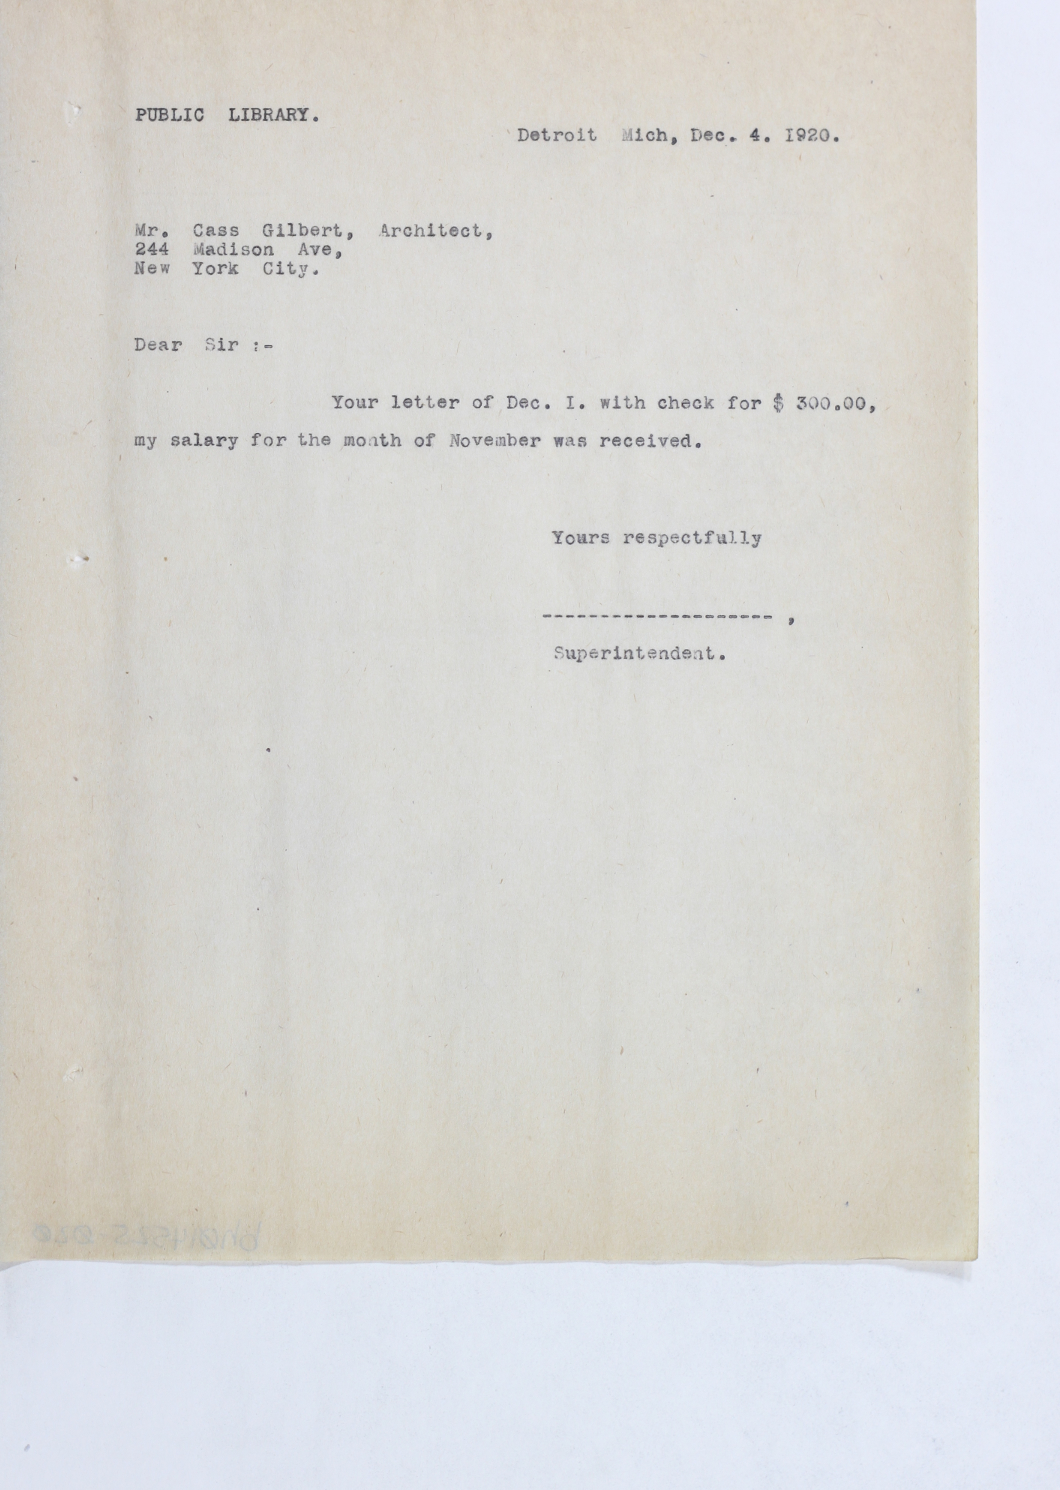 PUBLIC LIBRARY.
Detroit Mich, Dec. 4. I920.
Mr. Cass Gilbert, Architect,
244 Madison Ave,
New York City.
Dear Sir :-
Your letter of Dec. I. with check for $ 300.00,
my salary for the month of November was received.
Yours respectfully
-------------------- ,
Superintendent.